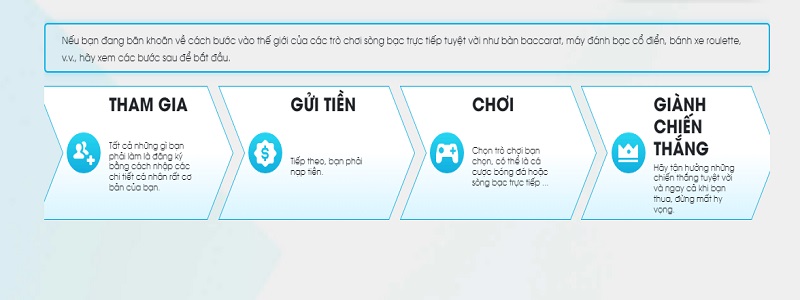 Nếu bạn đang băn khoăn về cách bước vào thế giới của các trò chơi sòng bạc trực tiếp tuyệt vời như bàn baccarat, máy đánh bạc cổ điển, bánh xe roulette,
v.v., hãy xem các bước sau để bắt đầu.
THAM GIA
Tất cả những gì bạn
phải làm là đăng ký
bằng cách nhập các
chi tiết cá nhân rất cơ
bản của bạn.
GỬI TIỀN
Tiếp theo, bạn phải
nạp tiền.
CHƠI
Chọn trò chơi bạn
chọn, có thể là cá
cược bóng đá hoặc
sòng bạc trực tiếp ...
GIÀNH
CHIẾN
THẮNG
Hãy tận hưởng những
chiến thắng tuyệt vời
và ngay cả khi bạn
thua, đừng mất hy
vọng.